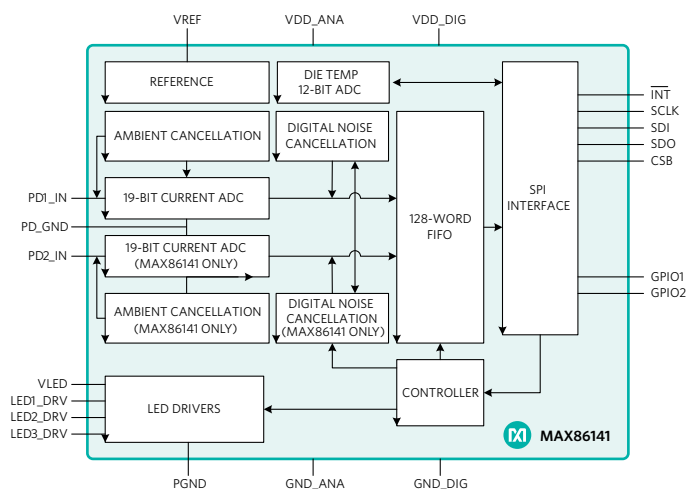 VREF
VDD_ANA
VDD_DIG
REFERENCE
DIE TEMP
12-BIT ADC
INT
SCLK
SDI
SDO
CSB
AMBIENT CANCELLATION
DIGITAL NOISE
CANCELLATION
PD1_IN
19-BIT CURRENT ADC
128-WORD
FIFO
SPI
INTERFACE
PD_GND
PD2_IN
19-BIT CURRENT ADC
(MAX86141 ONLY)
GPIO1
GPIO2
AMBIENT CANCELLATION
(MAX86141 ONLY)
DIGITAL NOISE
CANCELLATION
(MAX86141 ONLY)
VLED
LED1_DRV
LED2_DRV
LED3_DRV
LED DRIVERS
CONTROLLER
MAX86141
PGND
GND_ANA
GND_DIG